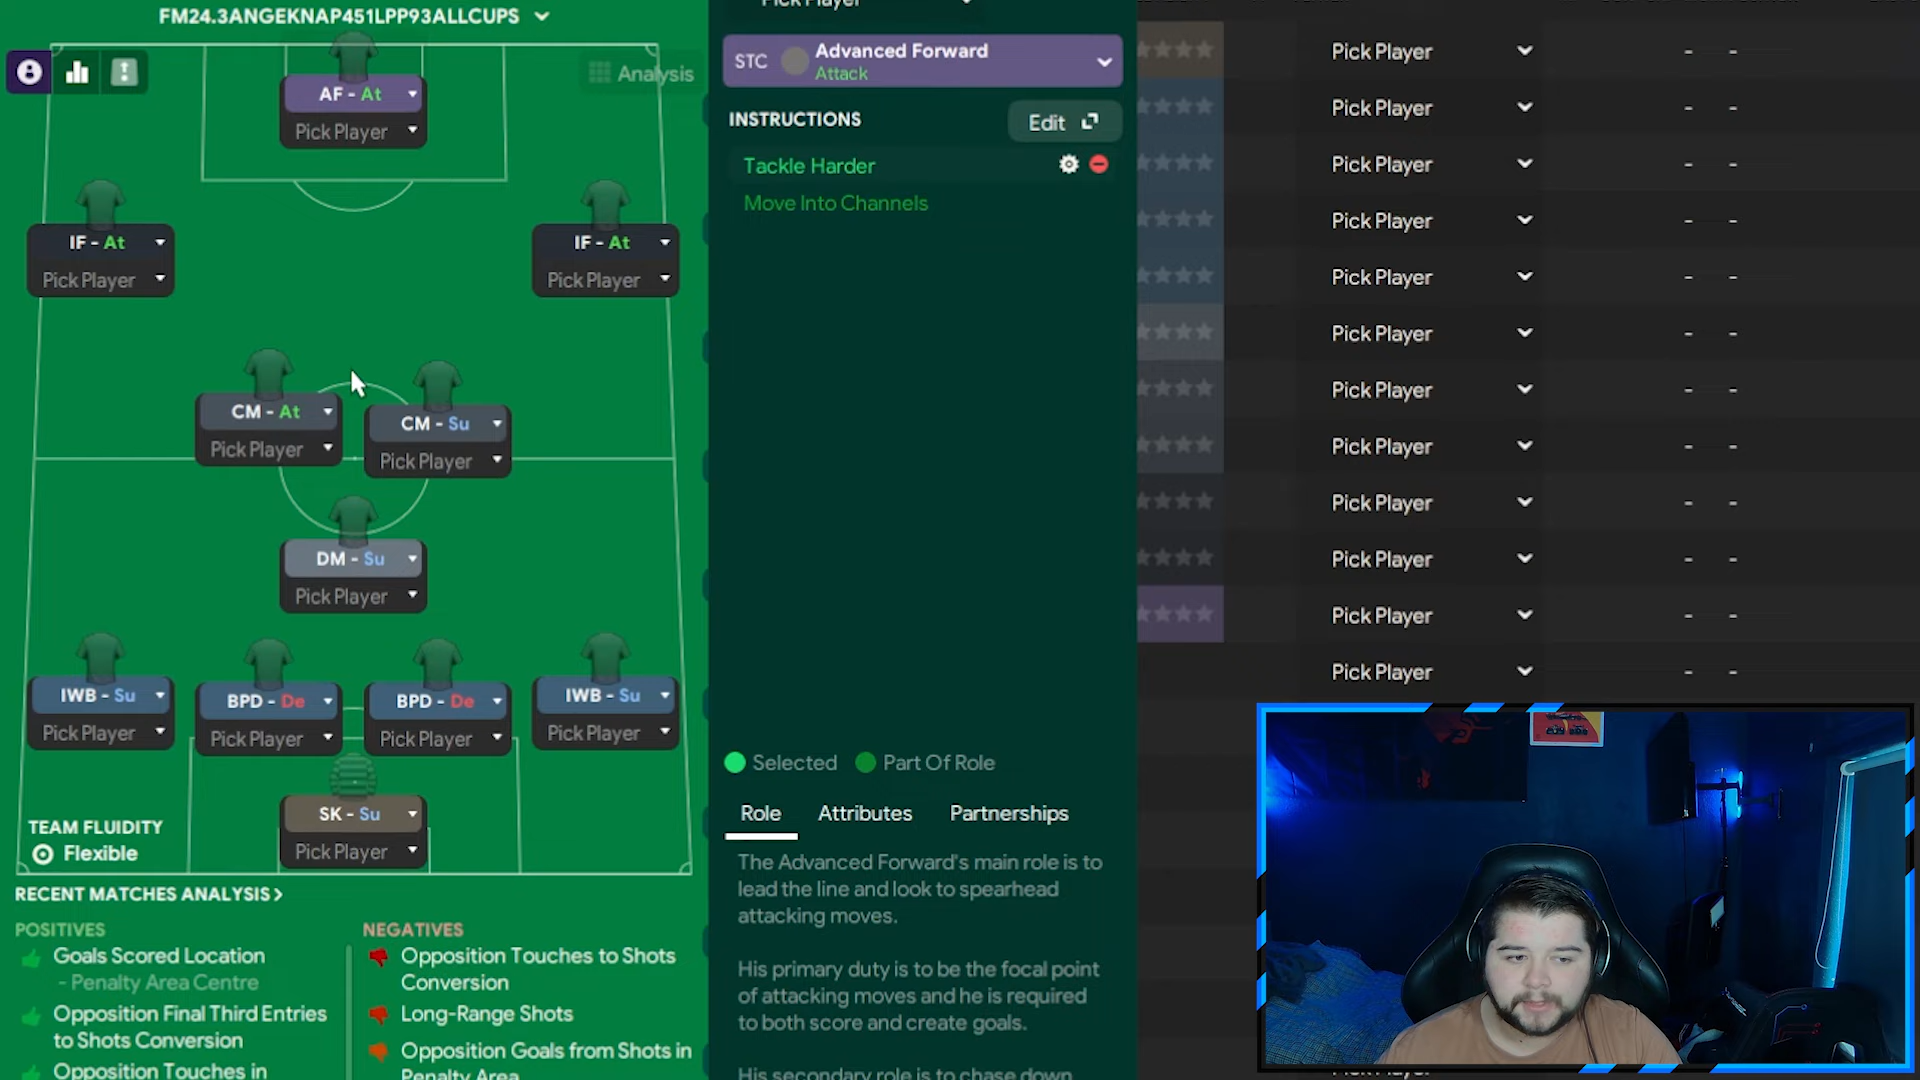 FM24.3ANGEKNAP451LPP93ALLCUPS
Analysis
AF - At
Pick Player
IF - At
Pick Player
IF - At
Pick Player
CM - At
Pick Player
CM - Su
Pick Player
DM - Su
Pick Player
IWB - Su
Pick Player
BPD - De
Pick Player
BPD - De
Pick Player
IWB - Su
Pick Player
SK - Su
Pick Player
TEAM FLUIDITY
Flexible
RECENT MATCHES ANALYSIS >
POSITIVES
Goals Scored Location
- Penalty Area Centre
Opposition Final Third Entries
to Shots Conversion
Opposition Touches in
NEGATIVES
Opposition Touches to Shots
Conversion
Long-Range Shots
Opposition Goals from Shots in
Penalty Area
Pick Player
STC
Advanced Forward
Attack
INSTRUCTIONS
Edit
Tackle Harder
Move Into Channels
Selected
Part Of Role
Role
Attributes
Partnerships
The Advanced Forward's main role is to
lead the line and look to spearhead
attacking moves.
His primary duty is to be the focal point
of attacking moves and he is required
to both score and create goals.
His secondary role is to chase down
Pick Player - -
Pick Player - -
Pick Player - -
Pick Player - -
Pick Player - -
Pick Player - -
Pick Player - -
Pick Player - -
Pick Player - -
Pick Player - -
Pick Player - -
Pick Player - -